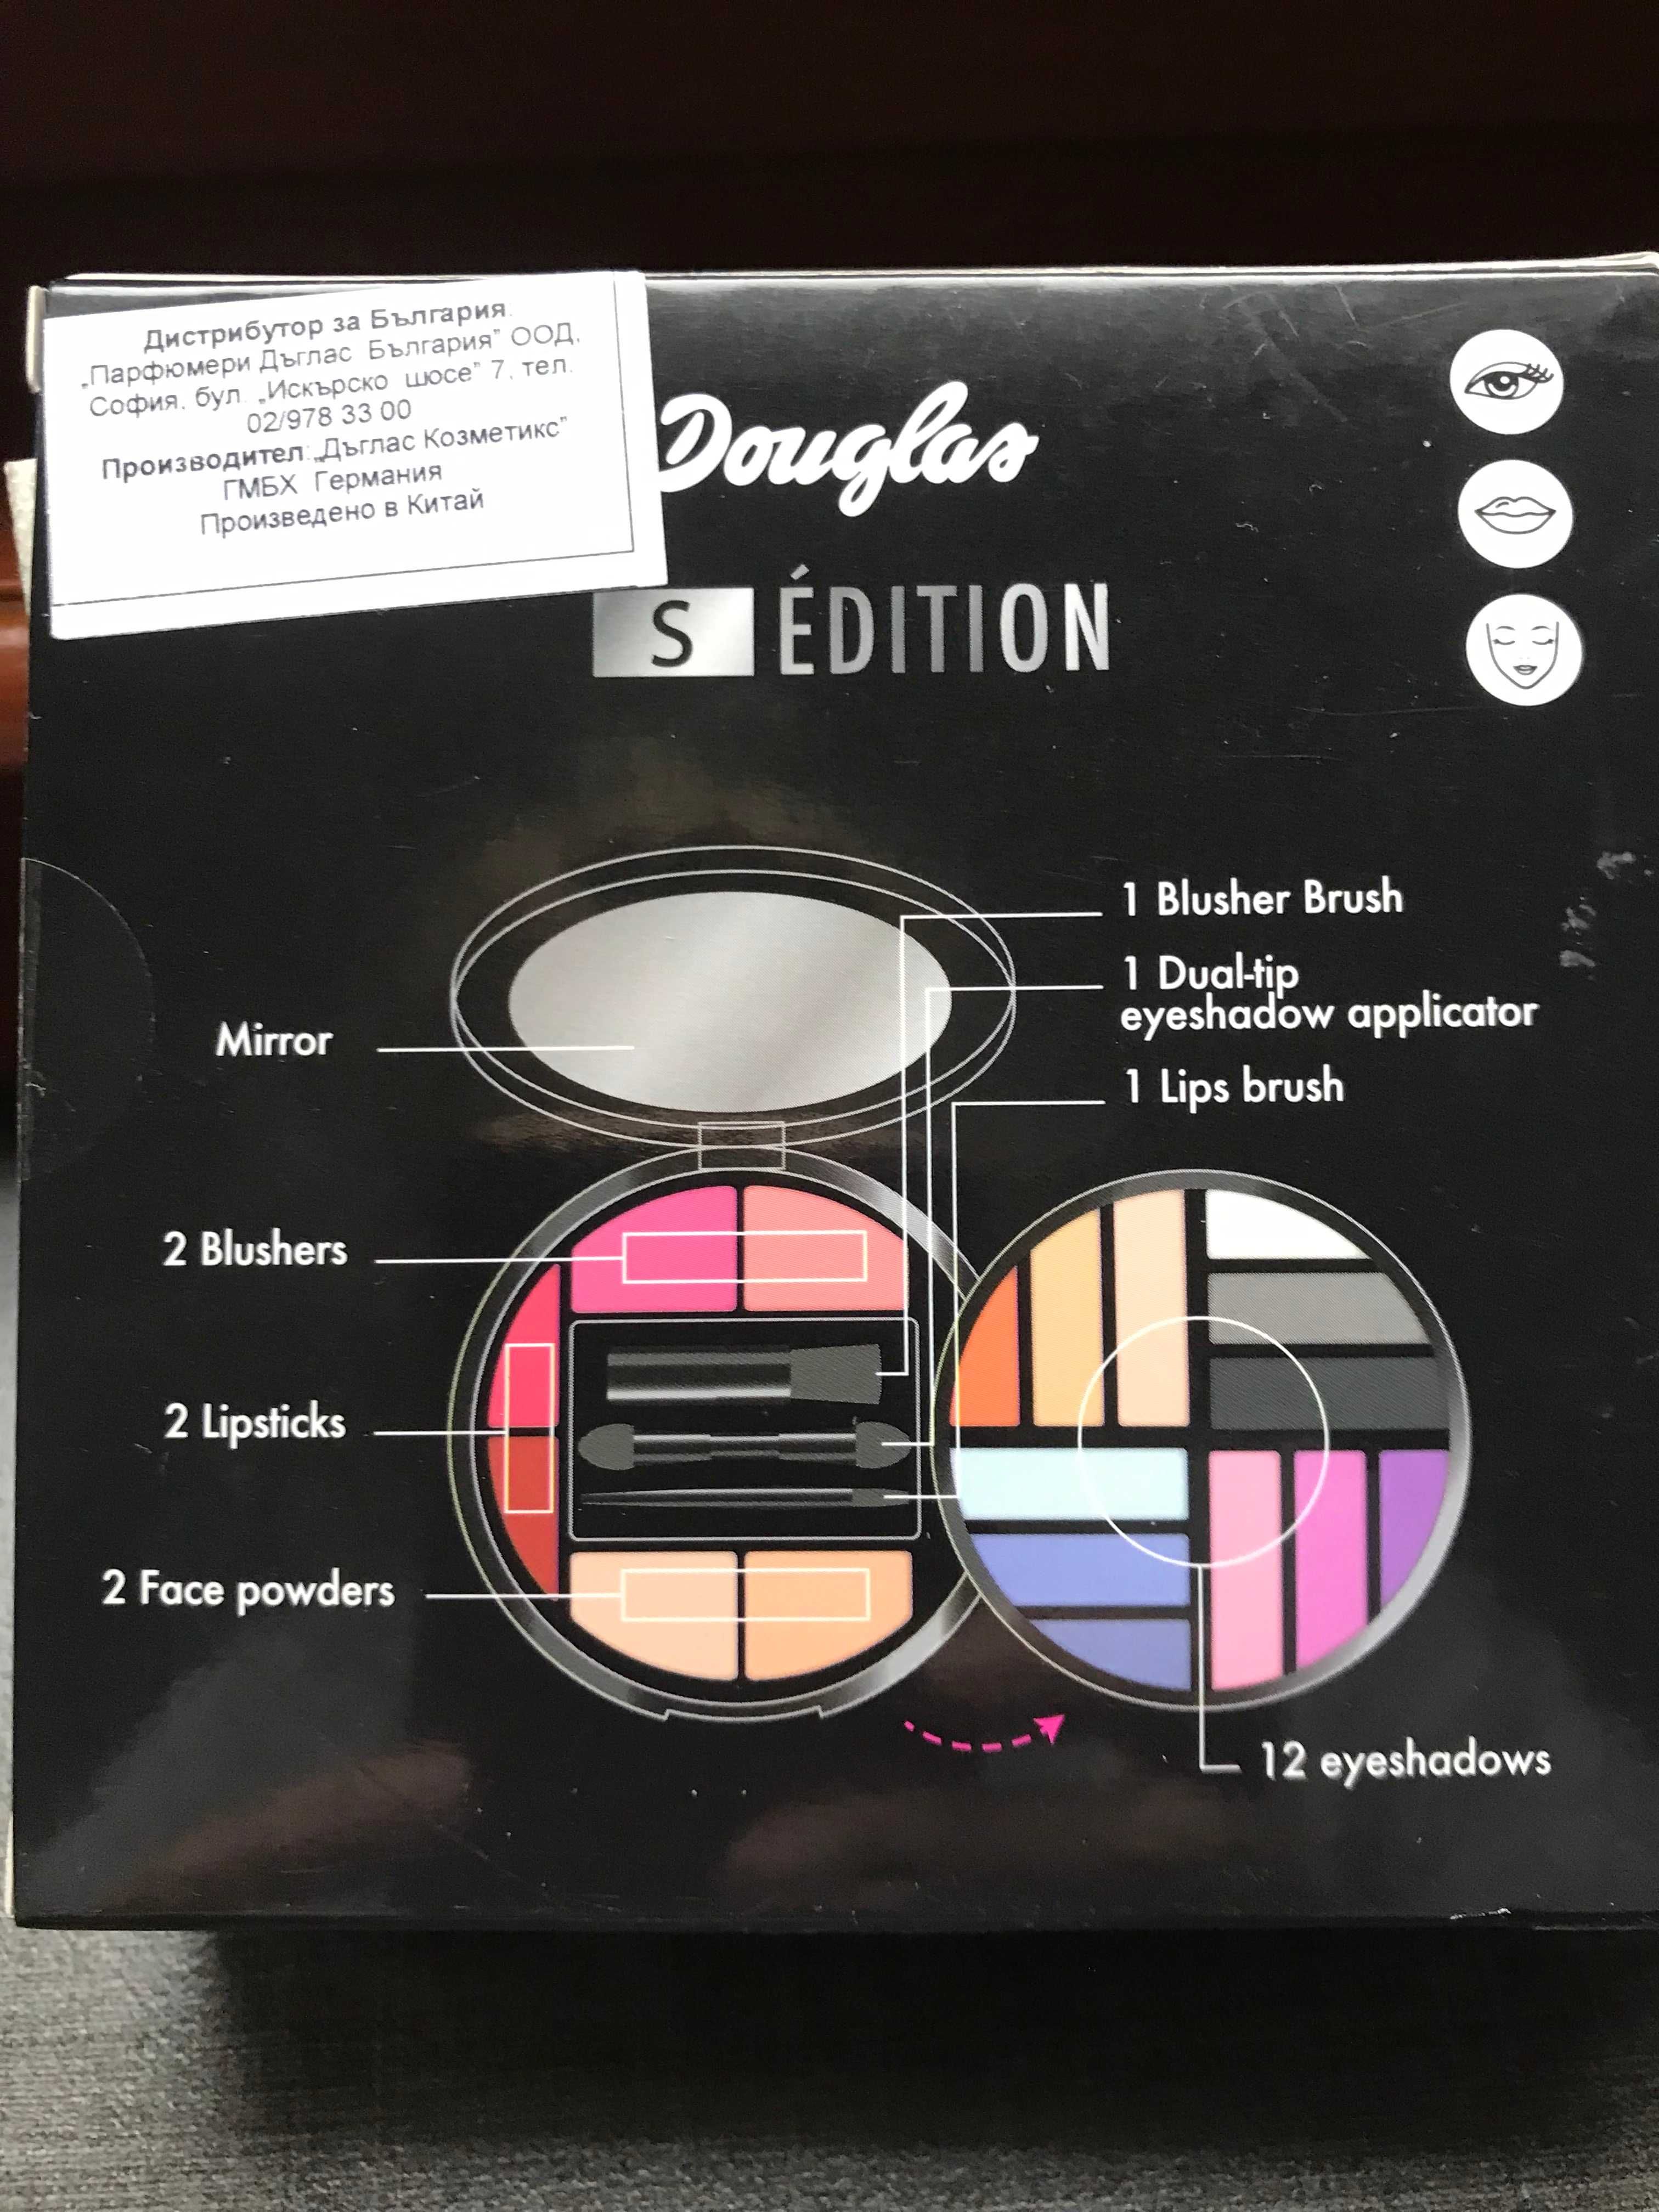 Дистрибутор за България:
„Парфюмери Дъглас България” ООД,
София, бул. „Искърско шосе” 7, тел.
02/978 33 00
Производител: „Дъглас Козметикс”
ГМБХ Германия
Произведено в Китай
Douglas
S ÉDITION
1 Blusher Brush
1 Dual-tip
eyeshadow applicator
Mirror
1 Lips brush
2 Blushers
2 Lipsticks
2 Face powders
12 eyeshadows